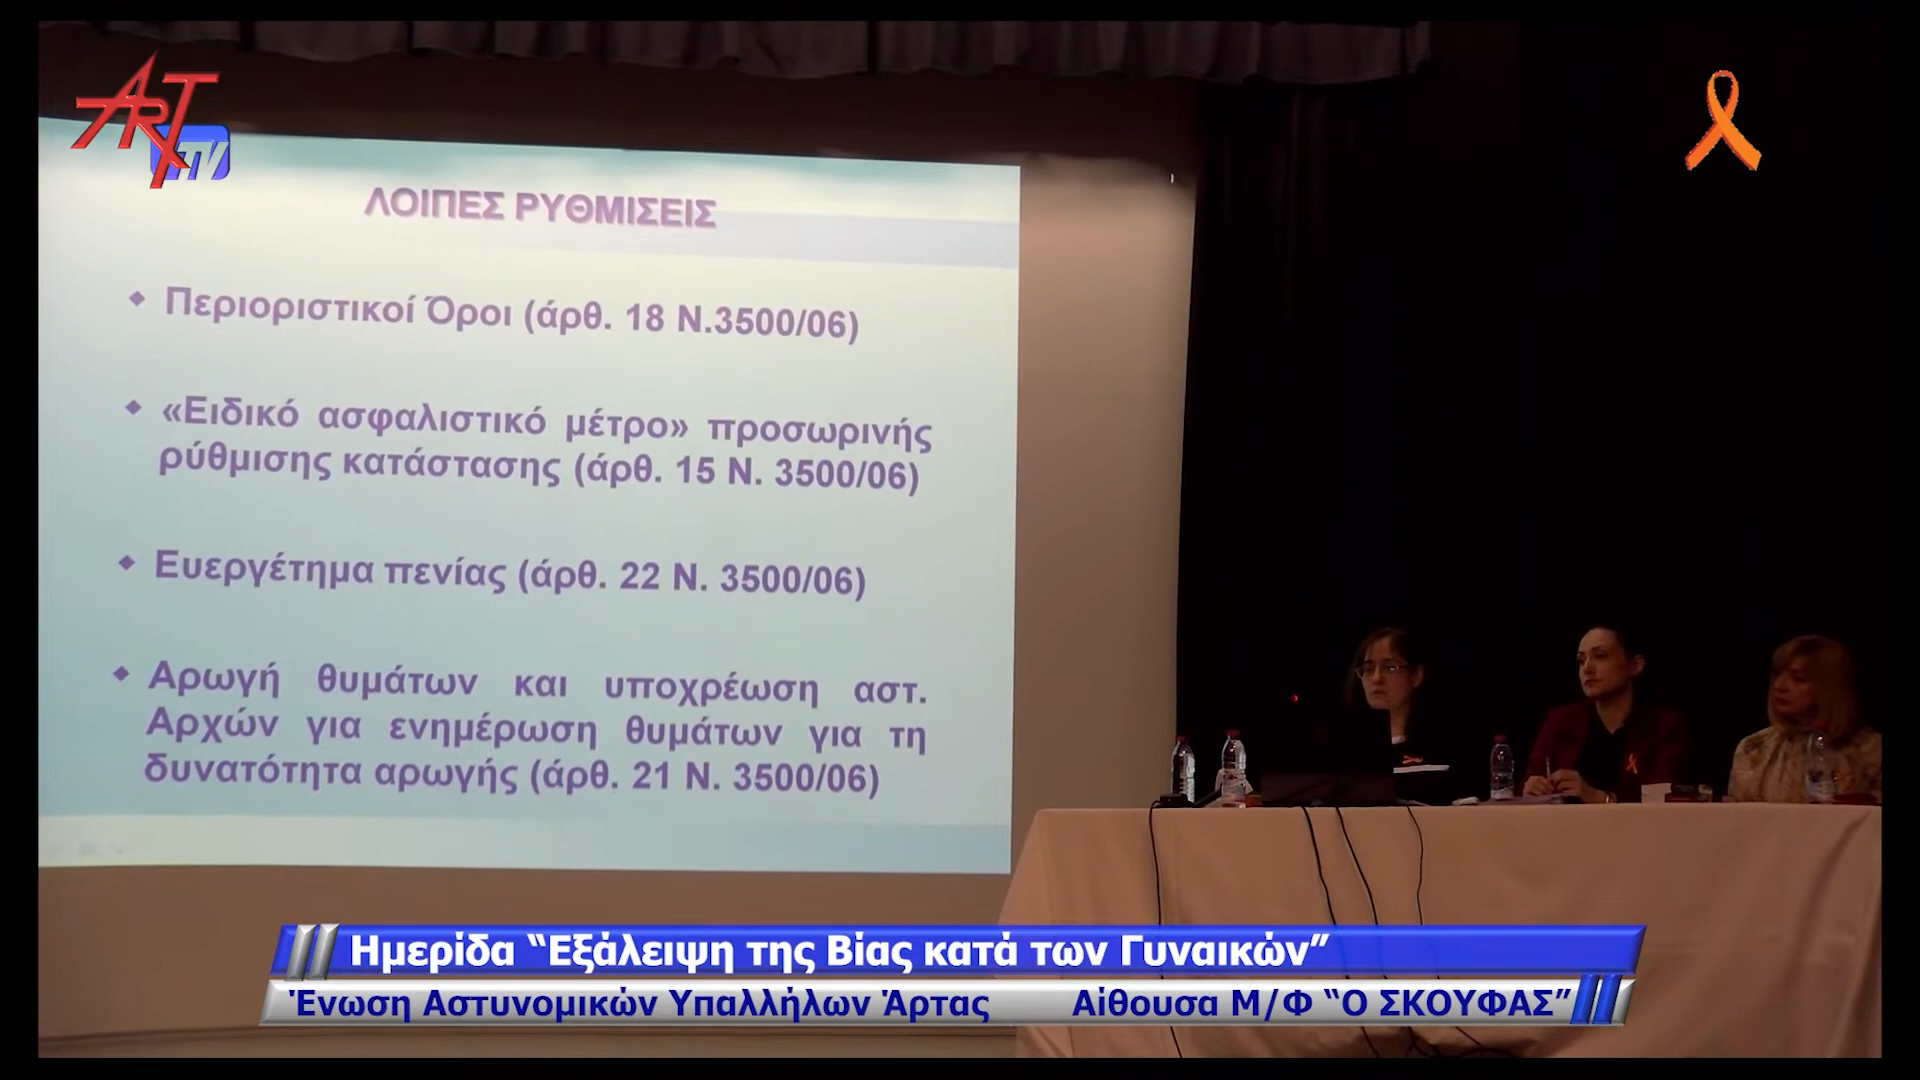 ART TV
ΛΟΙΠΕΣ ΡΥΘΜΙΣΕΙΣ
Περιοριστικοί Όροι (άρθ. 18 Ν.3500/06)
«Ειδικό ασφαλιστικό μέτρο» προσωρινής
ρύθμισης κατάστασης (άρθ. 15 Ν. 3500/06)
Ευεργέτημα πενίας (άρθ. 22 Ν. 3500/06)
Αρωγή θυμάτων και υποχρέωση αστ.
Αρχών για ενημέρωση θυμάτων για τη
δυνατότητα αρωγής (άρθ. 21 Ν. 3500/06)
Ημερίδα “Εξάλειψη της Βίας κατά των Γυναικών”
Ένωση Αστυνομικών Υπαλλήλων Άρτας Αίθουσα Μ/Φ “Ο ΣΚΟΥΦΑΣ”